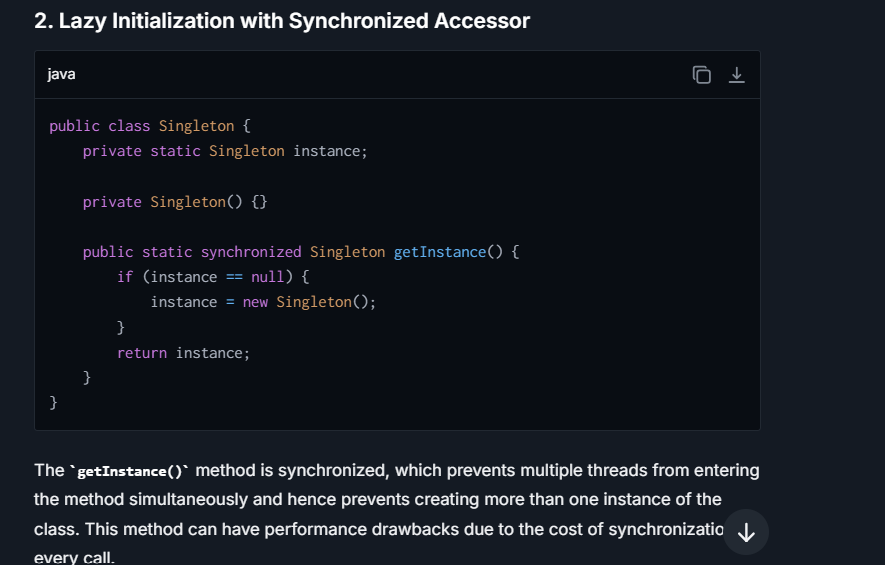 2. Lazy Initialization with Synchronized Accessor
java
public class Singleton {
    private static Singleton instance;
    private Singleton() {}
    public static synchronized Singleton getInstance() {
        if (instance == null) {
            instance = new Singleton();
        }
        return instance;
    }
}
The `getInstance()` method is synchronized, which prevents multiple threads from entering
the method simultaneously and hence prevents creating more than one instance of the
class. This method can have performance drawbacks due to the cost of synchronizatio
every call.